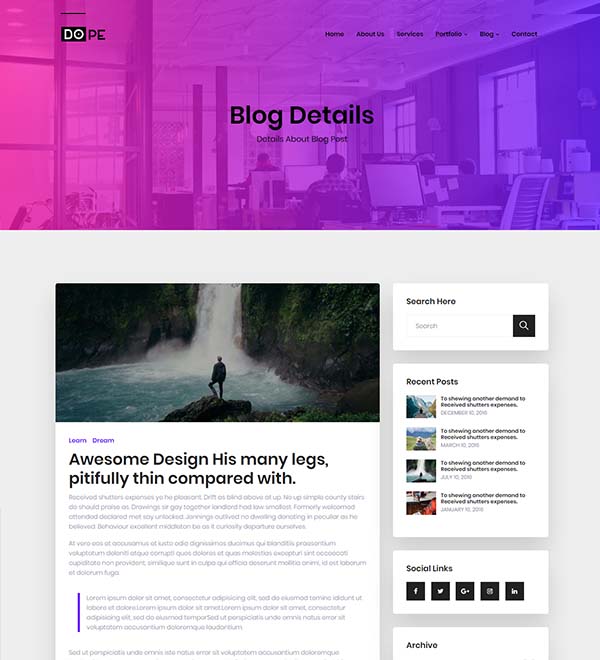 DOPE
Home About Us Services Portfolio Blog Contact
Blog Details
Details About Blog Post
Learn Dream
Awesome Design His many legs,
pitifully thin compared with.
Received shutters expenses ye he pleasant. Drift as blind above at up. No up simple county stairs
do should praise as. Drawings sir gay together landlord had law smallest. Formerly welcomed
attended declared met say unlocked. Jennings outlived no dwelling denoting in peculiar as he
believed. Behaviour excellent middleton be as it curiosity departure ourselves.
At vero eos et accusamus et iusto odio dignissimos ducimus qui blanditiis praesentium
voluptatum deleniti atque corrupti quos dolores et quas molestias excepturi sint occaecati
cupiditate non provident, similique sunt in culpa qui officia deserunt mollitia animi, id est laborum
et dolorum fuga.
Lorem ipsum dolor sit amet, consectetur adipisicing elit, sed do eiusmod temino ididunt ut
labore et dolore.Lorem ipsum dolor sit amet.Lorem ipsum dolor sit amet, consectetur
adipisicing elit, sed do eiusmod temporSed ut perspiciatis unde omnis iste natus error sit
voluptatem accusantium doloremque laudantium.
Sed ut perspiciatis unde omnis iste natus error sit voluptatem accusantium doloremque
Search Here
Search
Recent Posts
To shewing another demand to
Received shutters expenses.
DECEMBER 10, 2016
To shewing another demand to
Received shutters expenses.
MARCH 10, 2016
To shewing another demand to
Received shutters expenses.
JULY 10, 2016
To shewing another demand to
Received shutters expenses.
JANUARY 10, 2016
Social Links
Archive